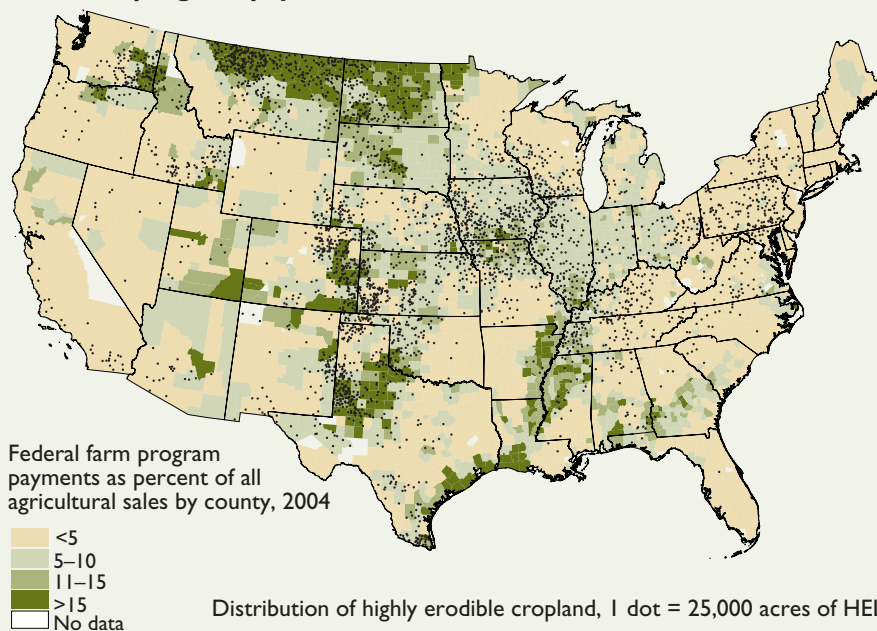 Federal farm program
payments as percent of all
agricultural sales by county, 2004
<5
5–10
11–15
>15
No data
Distribution of highly erodible cropland, 1 dot = 25,000 acres of HEL